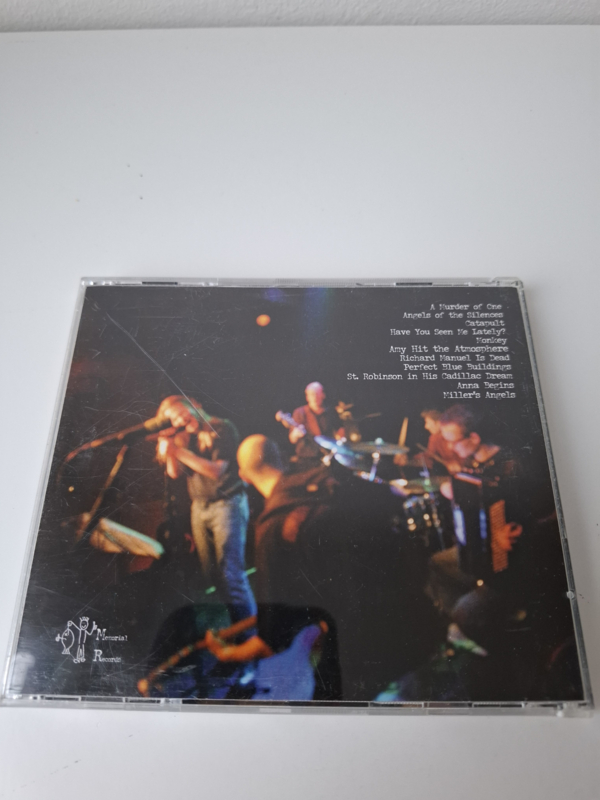 A Murder of One
Angels of the Silences
Catapult
Have You Seen Me Lately?
Monkey
Amy Hit the Atmosphere
Richard Manuel Is Dead
Perfect Blue Buildings
St. Robinson in His Cadillac Dream
Anna Begins
Miller's Angels
Memorial
Records